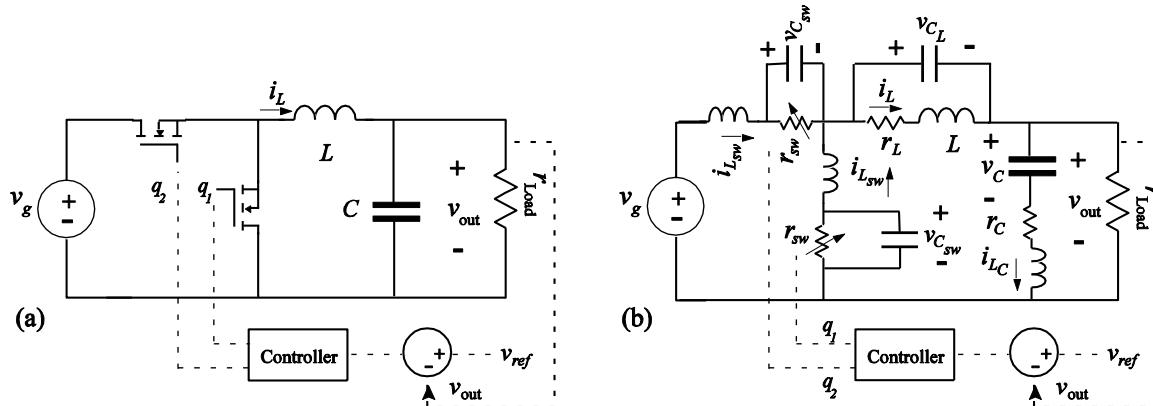 i_L
L
q_2
q_1
v_g
+
-
C
+
v_out
-
r_Load
(a)
Controller
+
-
v_ref
v_out
v_C_sw
+
-
v_C_L
+
-
i_L_sw
r_sw
i_L
r_L
L
i_L_sw
v_g
+
-
r_sw
+
v_C_sw
-
+
v_C
-
r_C
i_L_C
+
v_out
-
r_Load
(b)
q_1
q_2
Controller
+
-
v_ref
v_out